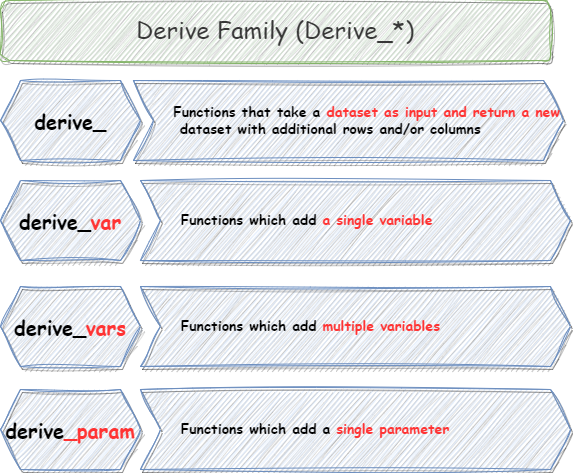 Derive Family (Derive_*)
derive_
Functions that take a dataset as input and return a new
dataset with additional rows and/or columns
derive_var
Functions which add a single variable
derive_vars
Functions which add multiple variables
derive_param
Functions which add a single parameter